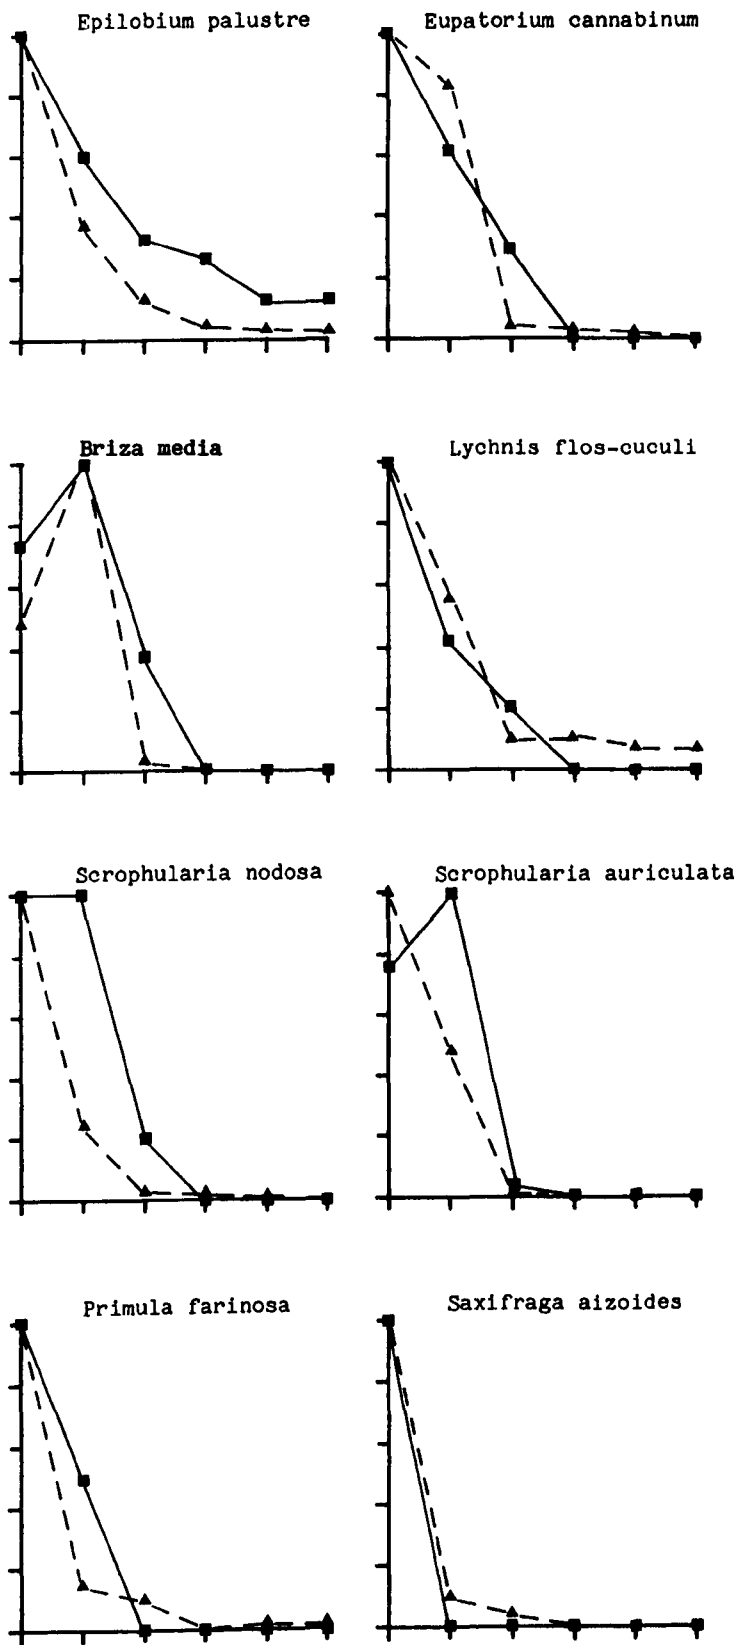 Epilobium palustre
Eupatorium cannabinum
Briza media
Lychnis flos-cuculi
Scrophularia nodosa
Scrophularia auriculata
Primula farinosa
Saxifraga aizoides